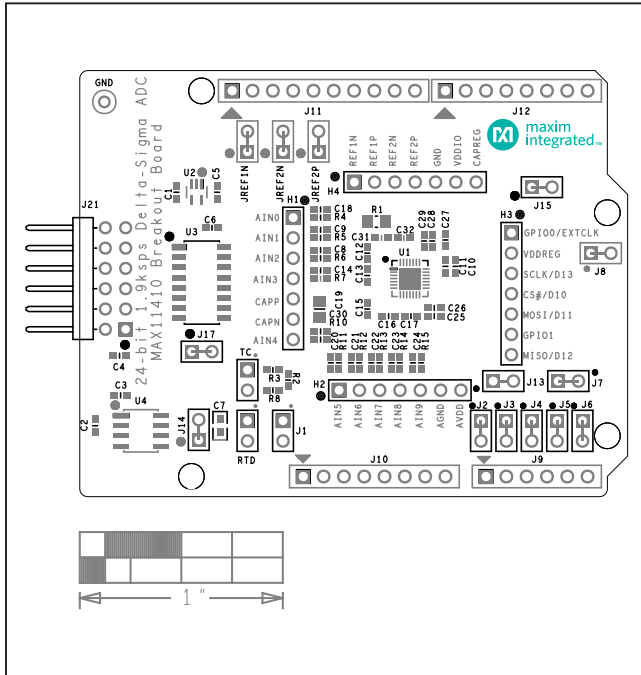 GND
J11
J12
maxim
integrated™
JREF1N
JREF2N
JREF2P
REF1N
REF1P
REF2N
REF2P
GND
VDDIO
CAPREG
H4
J15
U2
C1
C5
J21
C6
U3
24-bit 1.9ksps Delta-Sigma ADC
MAX11410 Breakout Board
H1
AIN0
AIN1
AIN2
AIN3
CAPP
CAPN
AIN4
C18
R4
C9
R5
C8
R6
C14
R7
C19
C30
R10
R1
C31
C32
C29
C28
C27
C12
C13
C15
U1
C11
C10
C26
C25
C16
C17
H3
GPIO0/EXTCLK
VDDREG
SCLK/D13
CS#/D10
MOSI/D11
GPIO1
MISO/D12
J8
J17
C4
TC
R3
R2
R8
C20
R11
C21
R12
C22
R13
C23
R14
C24
R15
H2
AIN5
AIN6
AIN7
AIN8
AIN9
AGND
AVDD
J13
J7
C3
U4
C2
J14
C7
RTD
J1
J2
J3
J4
J5
J6
J10
J9
1 "